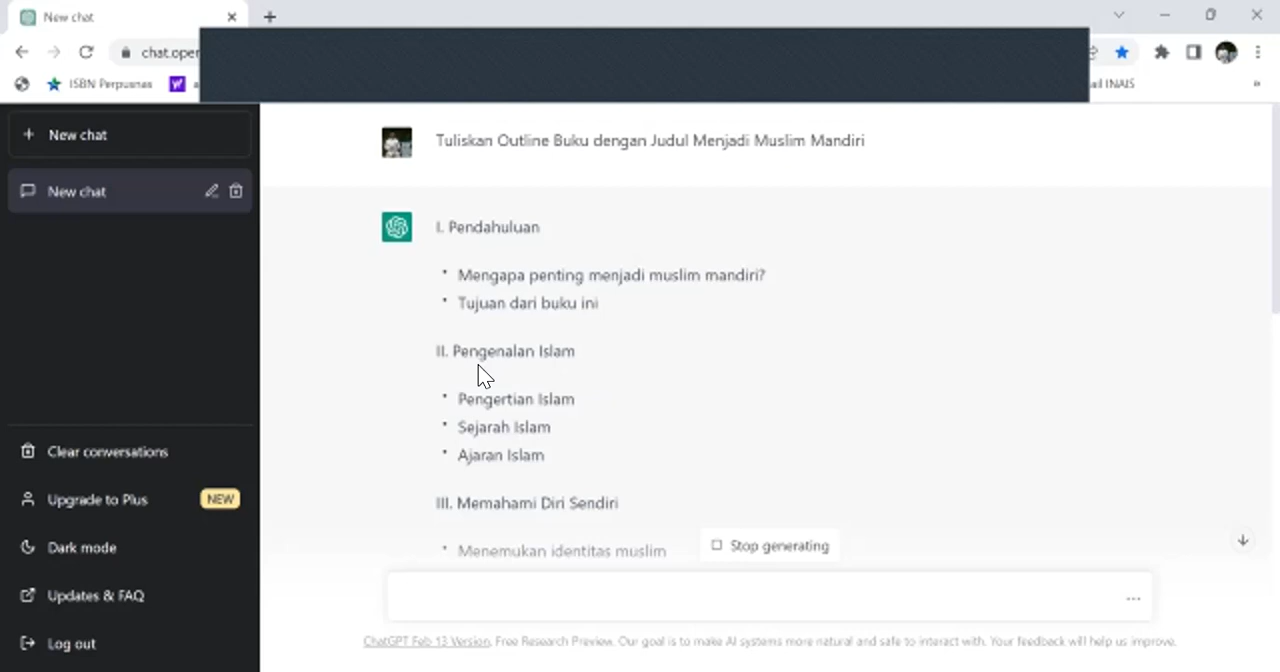 New chat
chat.oper
ISBN Perpusnas
ail INAIS
New chat
New chat
Clear conversations
Upgrade to Plus NEW
Dark mode
Updates & FAQ
Log out
Tuliskan Outline Buku dengan Judul Menjadi Muslim Mandiri
I. Pendahuluan
• Mengapa penting menjadi muslim mandiri?
• Tujuan dari buku ini
II. Pengenalan Islam
• Pengertian Islam
• Sejarah Islam
• Ajaran Islam
III. Memahami Diri Sendiri
• Menemukan identitas muslim
Stop generating
ChatGPT Feb 13 Version. Free Research Preview. Our goal is to make AI systems more natural and safe to interact with. Your feedback will help us improve.